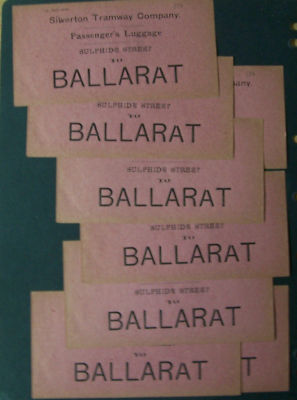 Silverton Tramway Company.
Passenger's Luggage
SULPHIDE STREET
TO
BALLARAT
SULPHIDE STREET
TO
BALLARAT
SULPHIDE STREET
TO
BALLARAT
SULPHIDE STREET
TO
BALLARAT
SULPHIDE STREET
TO
BALLARAT
TO
BALLARAT